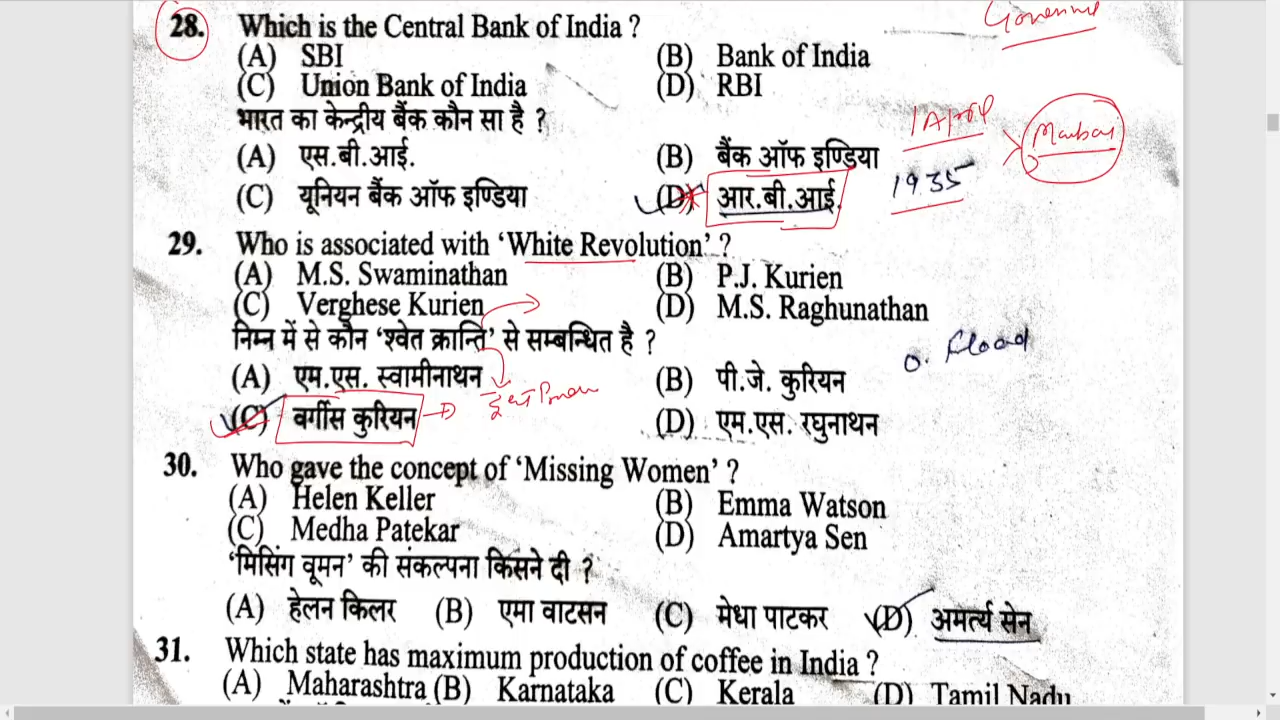 Governme
28. Which is the Central Bank of India ?
(A) SBI (B) Bank of India
(C) Union Bank of India (D) RBI
भारत का केन्द्रीय बैंक कौन सा है ?
1 April
(A) एस.बी.आई. (B) बैंक ऑफ इण्डिया
(C) यूनियन बैंक ऑफ इण्डिया (D) आर.बी.आई. 1935
29. Who is associated with ‘White Revolution’ ?
(A) M.S. Swaminathan (B) P.J. Kurien
(C) Verghese Kurien (D) M.S. Raghunathan
निम्न में से कौन ‘श्वेत क्रान्ति’ से सम्बन्धित है ?
O. Flood
(A) एम.एस. स्वामीनाथन (B) पी.जे. कुरियन
(C) वर्गीस कुरियन (D) एम.एस. रघुनाथन
30. Who gave the concept of ‘Missing Women’ ?
(A) Helen Keller (B) Emma Watson
(C) Medha Patekar (D) Amartya Sen
‘मिसिंग वूमन’ की संकल्पना किसने दी ?
(A) हेलन किलर (B) एमा वाटसन (C) मेधा पाटकर (D) अमर्त्य सेन
31. Which state has maximum production of coffee in India ?
(A) Maharashtra (B) Karnataka (C) Kerala (D) Tamil Nadu